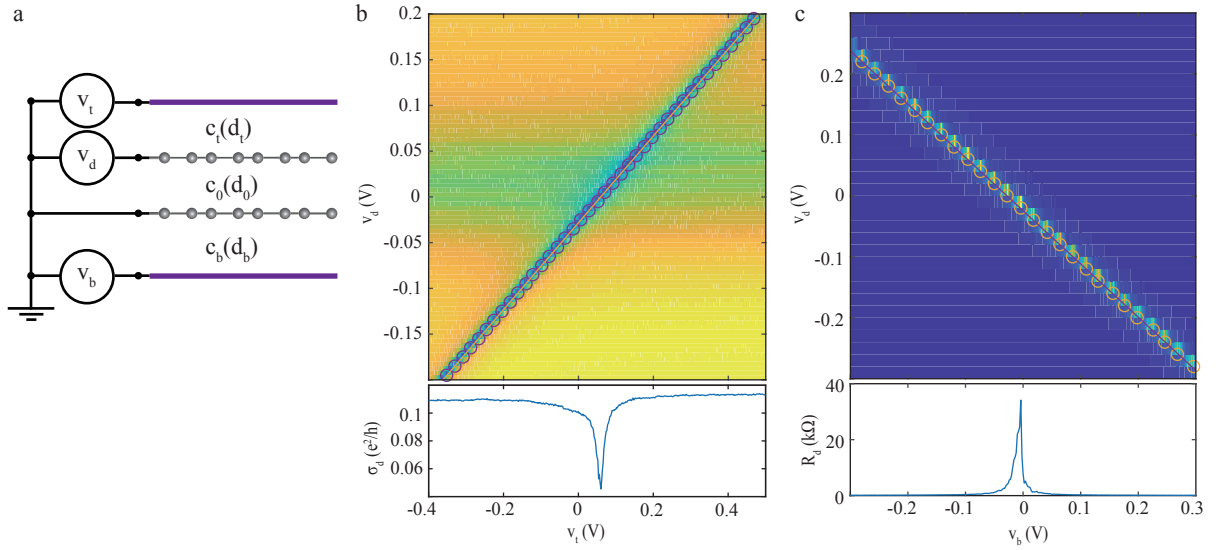 a
v_t
c_t(d_t)
v_d
c_0(d_0)
c_b(d_b)
v_b
b
v_d (V)
0.2
0.15
0.1
0.05
0
-0.05
-0.1
-0.15
σ_d (e²/h)
0.1
0.08
0.06
-0.4
-0.2
0
0.2
0.4
v_t (V)
c
v_d (V)
0.2
0.1
0
-0.1
-0.2
R_d (kΩ)
40
20
0
-0.2
-0.1
0
0.1
0.2
0.3
v_b (V)